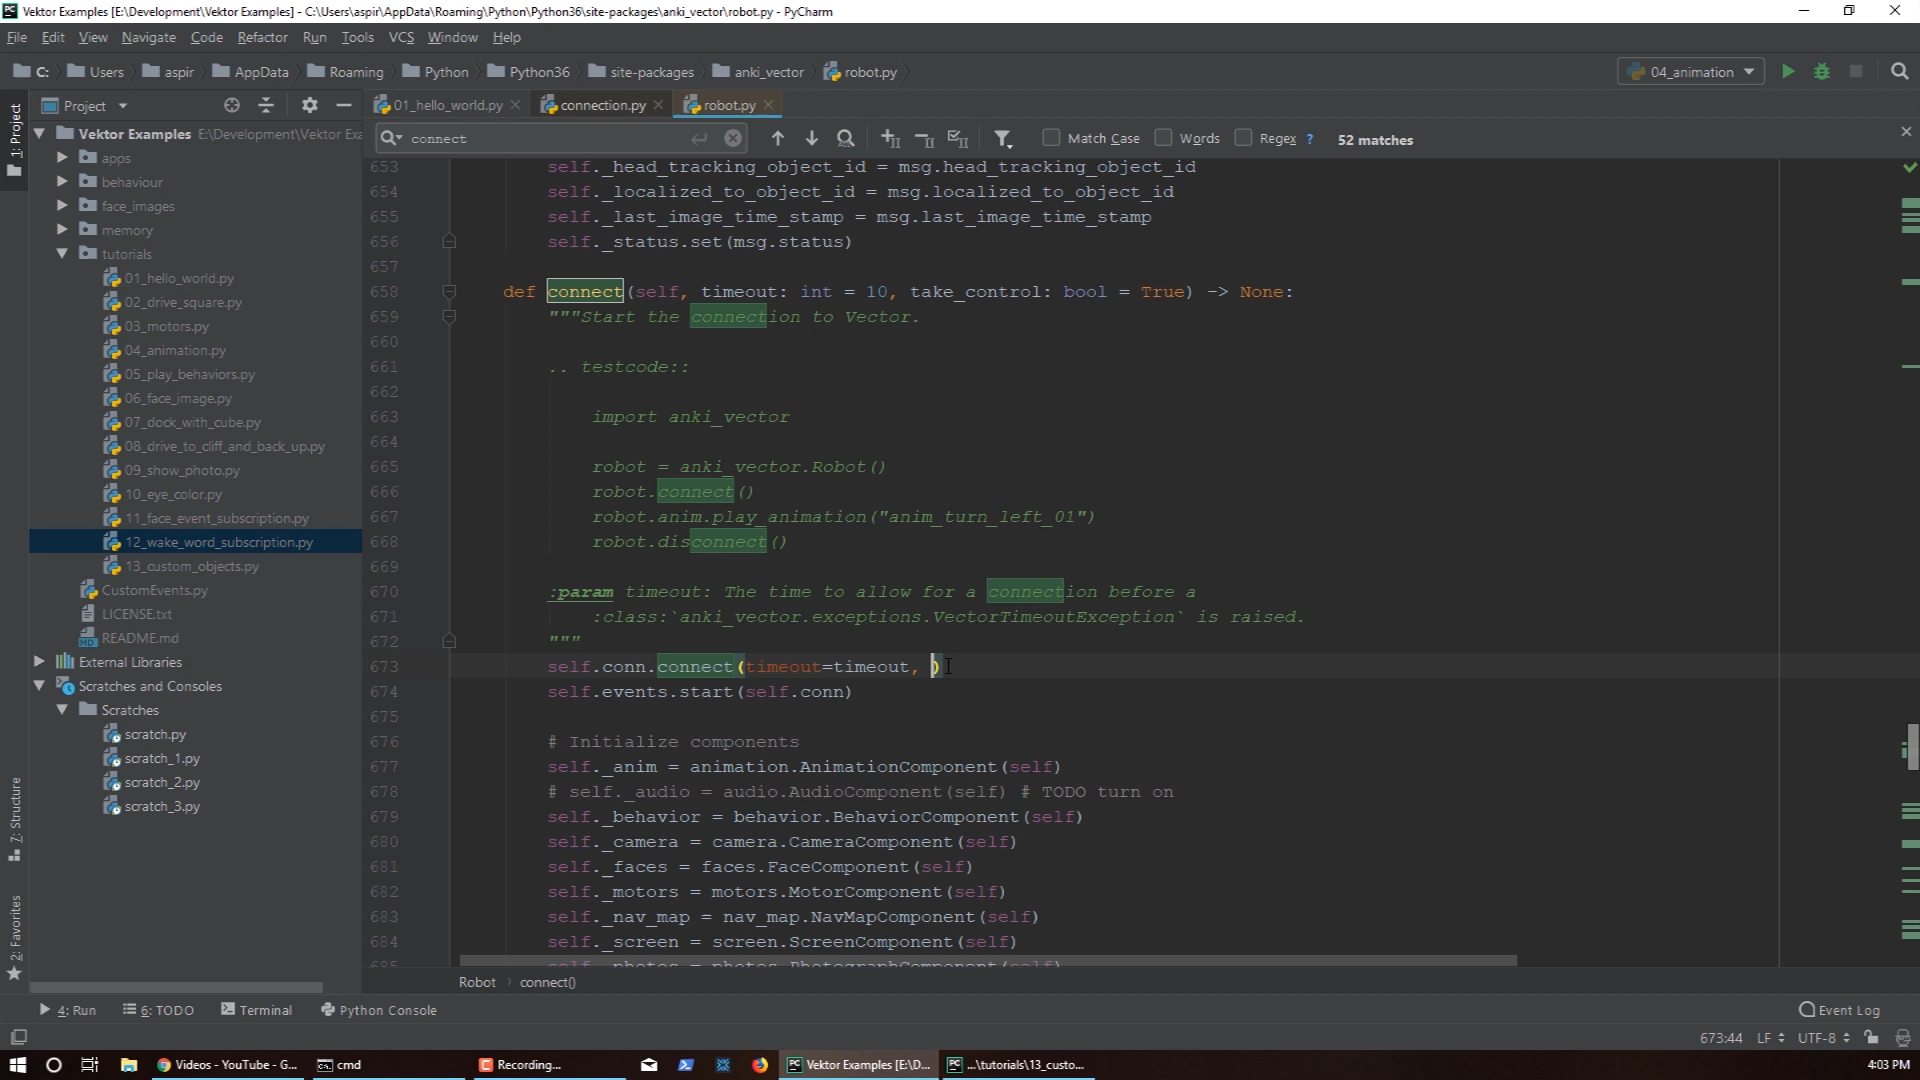 Vektor Examples [E:\Development\Vektor Examples] - C:\Users\aspir\AppData\Roaming\Python\Python36\site-packages\anki_vector\robot.py - PyCharm
File Edit View Navigate Code Refactor Run Tools VCS Window Help
C: Users aspir AppData Roaming Python Python36 site-packages anki_vector robot.py 04_animation
Project 01_hello_world.py connection.py robot.py
connect Match Case Words Regex ? 52 matches
1: Project
Vektor Examples E:\Development\Vektor Exa
apps
behaviour
face_images
memory
tutorials
01_hello_world.py
02_drive_square.py
03_motors.py
04_animation.py
05_play_behaviors.py
06_face_image.py
07_dock_with_cube.py
08_drive_to_cliff_and_back_up.py
09_show_photo.py
10_eye_color.py
11_face_event_subscription.py
12_wake_word_subscription.py
13_custom_objects.py
CustomEvents.py
LICENSE.txt
README.md
External Libraries
Scratches and Consoles
Scratches
scratch.py
scratch_1.py
scratch_2.py
scratch_3.py
7: Structure
2: Favorites
653 self._head_tracking_object_id = msg.head_tracking_object_id
654 self._localized_to_object_id = msg.localized_to_object_id
655 self._last_image_time_stamp = msg.last_image_time_stamp
656 self._status.set(msg.status)
657
658 def connect(self, timeout: int = 10, take_control: bool = True) -> None:
659 """Start the connection to Vector.
660
661 .. testcode::
662
663 import anki_vector
664
665 robot = anki_vector.Robot()
666 robot.connect()
667 robot.anim.play_animation("anim_turn_left_01")
668 robot.disconnect()
669
670 :param timeout: The time to allow for a connection before a
671 :class:`anki_vector.exceptions.VectorTimeoutException` is raised.
672 """
673 self.conn.connect(timeout=timeout, )
674 self.events.start(self.conn)
675
676 # Initialize components
677 self._anim = animation.AnimationComponent(self)
678 # self._audio = audio.AudioComponent(self) # TODO turn on
679 self._behavior = behavior.BehaviorComponent(self)
680 self._camera = camera.CameraComponent(self)
681 self._faces = faces.FaceComponent(self)
682 self._motors = motors.MotorComponent(self)
683 self._nav_map = nav_map.NavMapComponent(self)
684 self._screen = screen.ScreenComponent(self)
685 self._photos = photos.PhotographComponent(self)
Robot connect()
4: Run 6: TODO Terminal Python Console Event Log
673:44 LF UTF-8
Videos - YouTube - G... cmd Recording... Vektor Examples [E:\D... ...\tutorials\13_custo... 4:03 PM